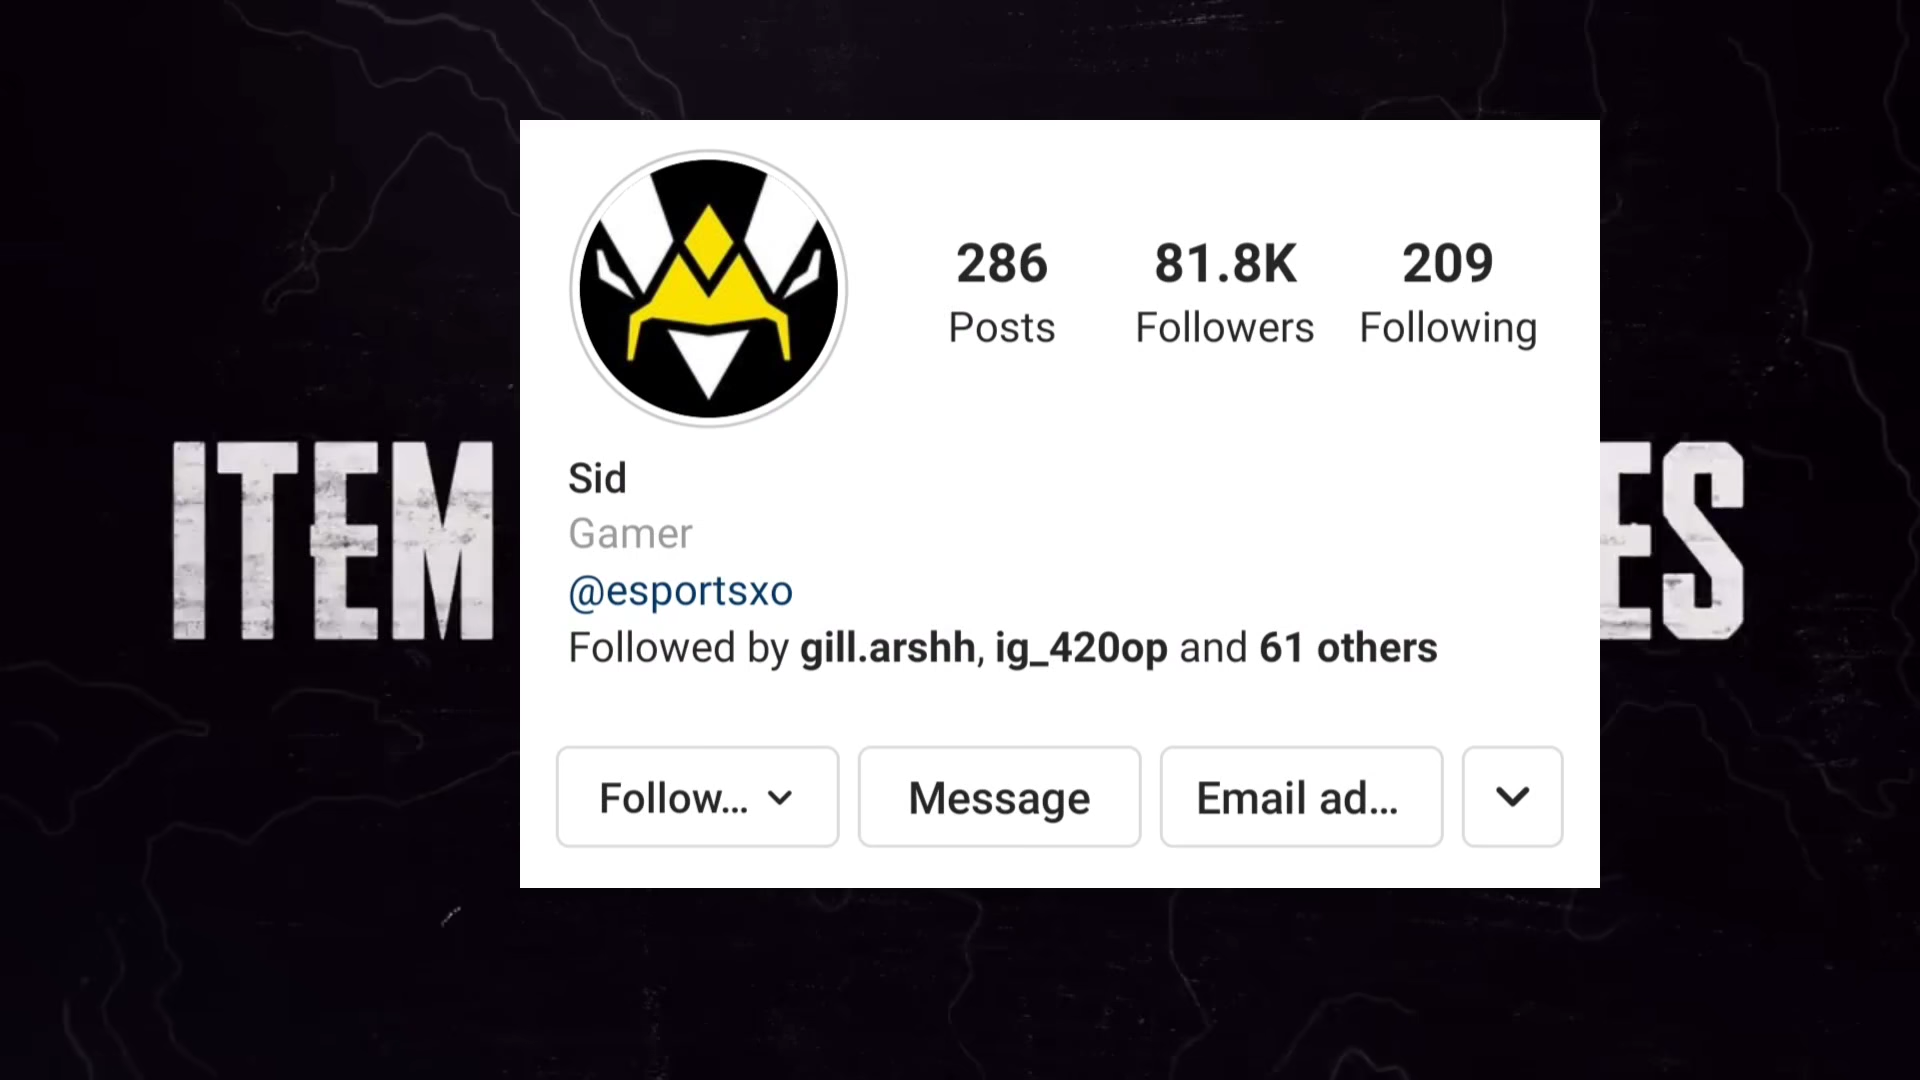 286 81.8K 209
Posts Followers Following
Sid
Gamer
@esportsxo
Followed by gill.arshh, ig_420op and 61 others
Follow... Message Email ad...
ITEM ES